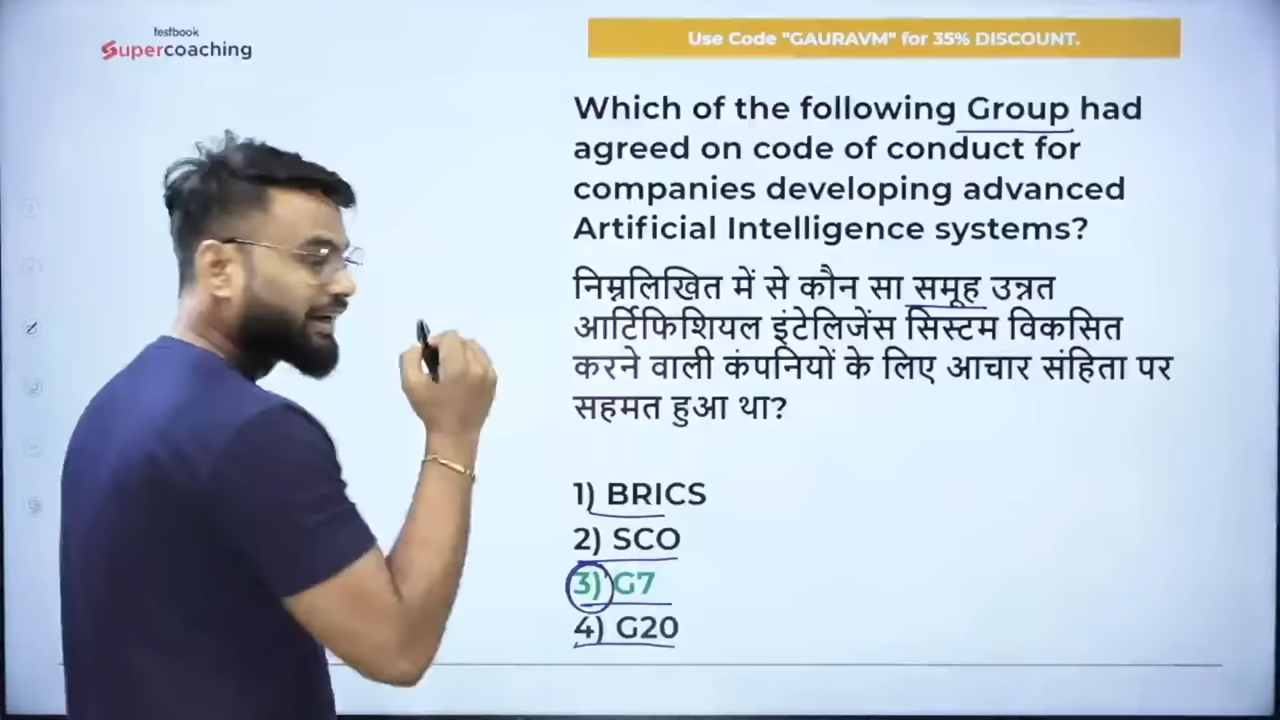 testbook
Supercoaching
Use Code "GAURAVM" for 35% DISCOUNT.
Which of the following Group had
agreed on code of conduct for
companies developing advanced
Artificial Intelligence systems?
निम्नलिखित में से कौन सा समूह उन्नत
आर्टिफिशियल इंटेलिजेंस सिस्टम विकसित
करने वाली कंपनियों के लिए आचार संहिता पर
सहमत हुआ था?
1) BRICS
2) SCO
3) G7
4) G20